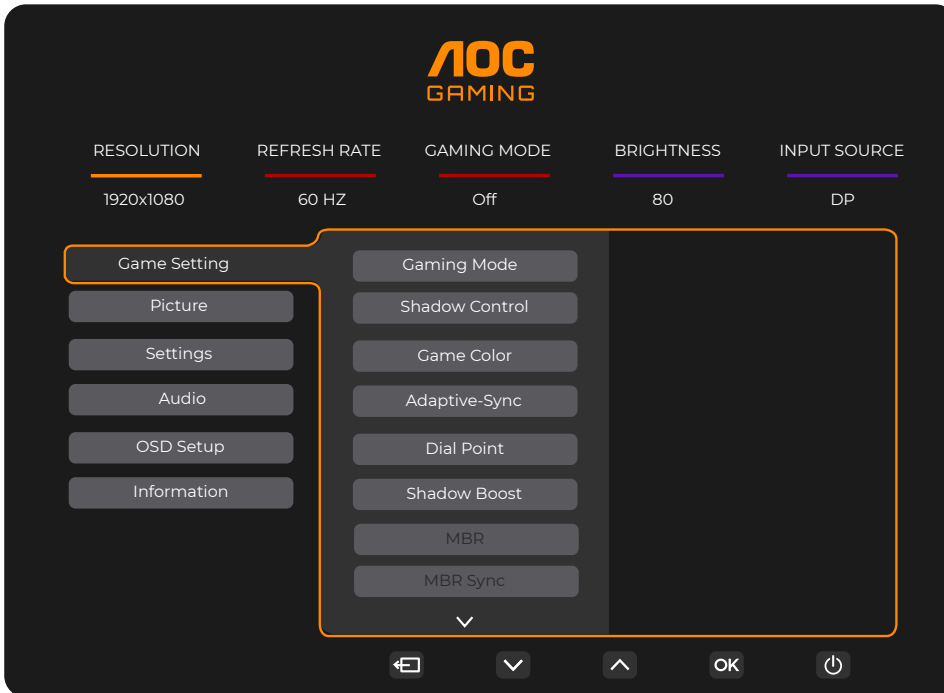 AOC
GAMING
RESOLUTION REFRESH RATE GAMING MODE BRIGHTNESS INPUT SOURCE
1920x1080 60 HZ Off 80 DP
Game Setting
Picture
Settings
Audio
OSD Setup
Information
Gaming Mode
Shadow Control
Game Color
Adaptive-Sync
Dial Point
Shadow Boost
MBR
MBR Sync
OK